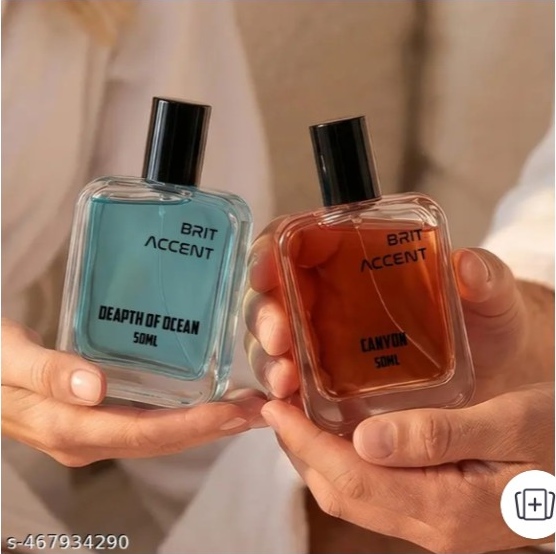 BRIT
ACCENT
DEAPTH OF OCEAN
50ML
BRIT
ACCENT
CANYON
50ML
s-467934290